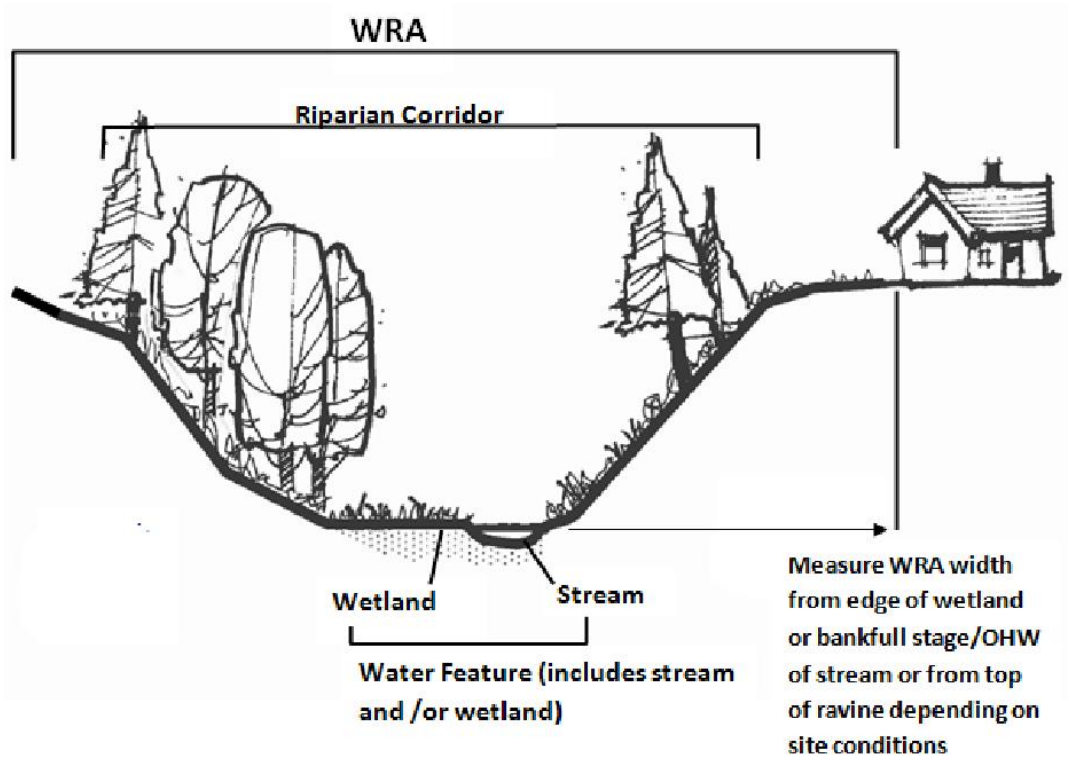 WRA
Riparian Corridor
Wetland
Stream
Water Feature (includes stream
and /or wetland)
Measure WRA width
from edge of wetland
or bankfull stage/OHW
of stream or from top
of ravine depending on
site conditions